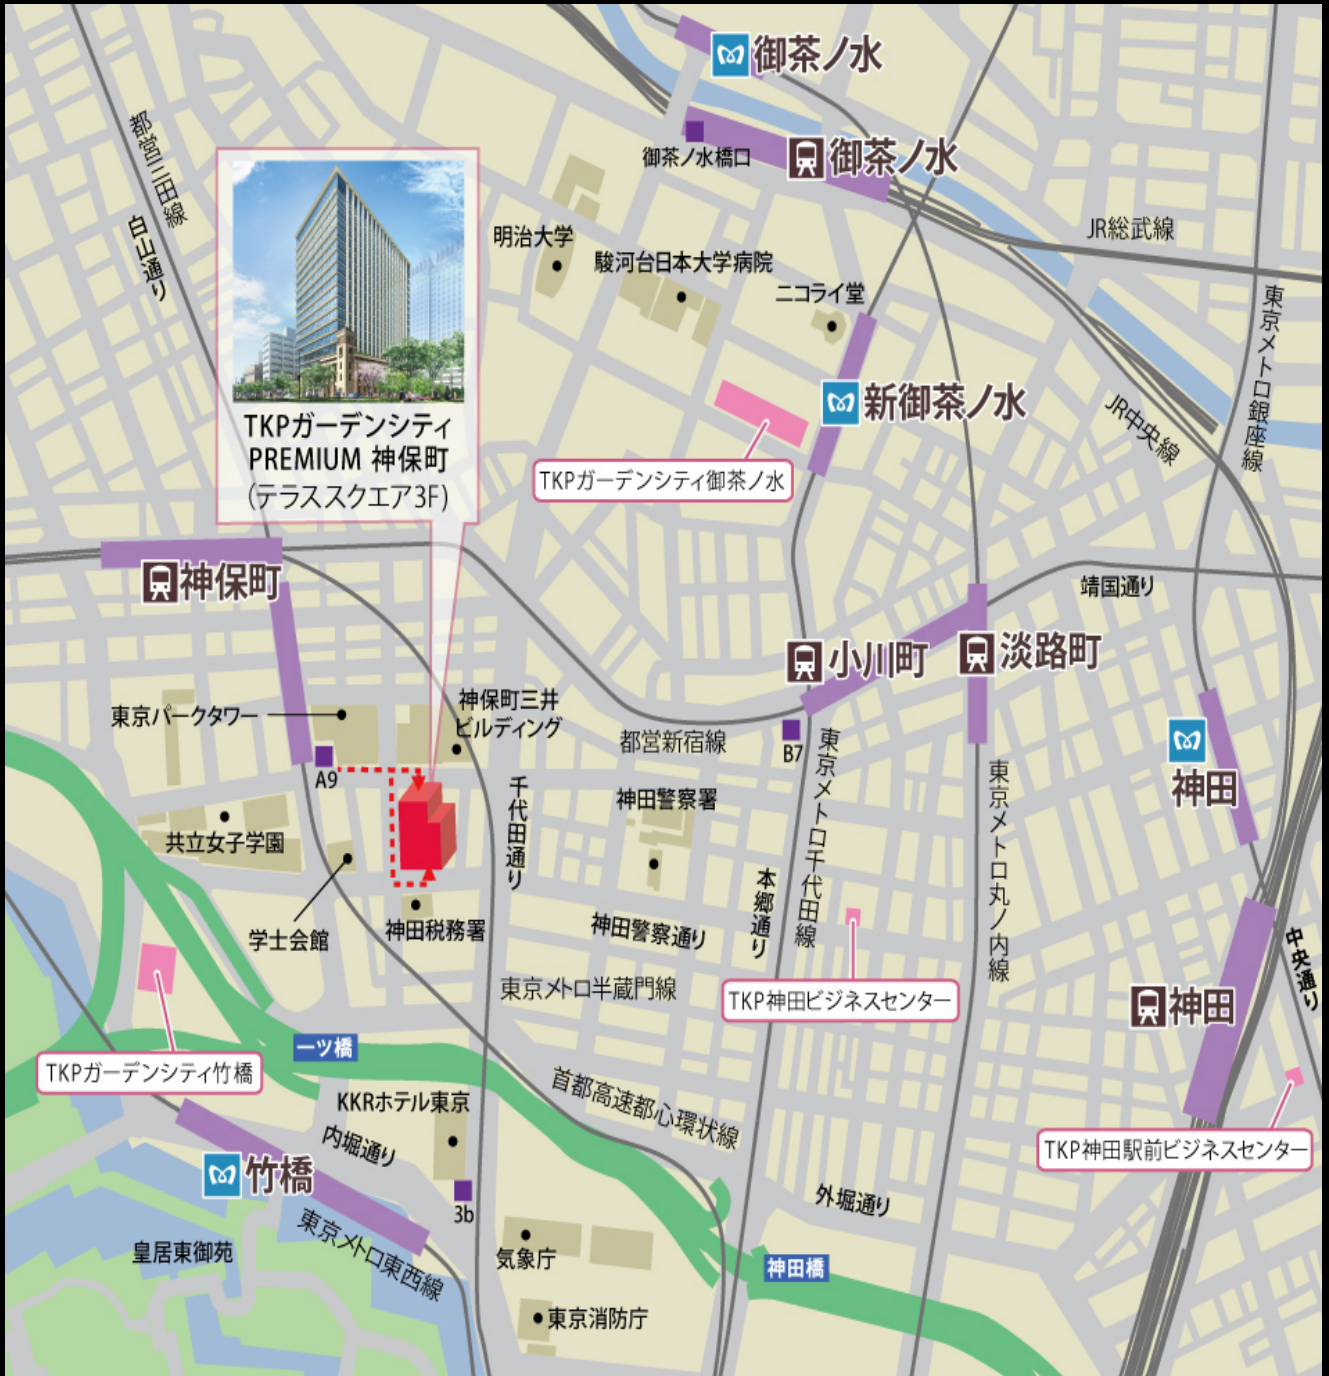 御茶ノ水
御茶ノ水橋口
御茶ノ水
都営三田線
白山通り
JR総武線
明治大学
駿河台日本大学病院
ニコライ堂
東京メトロ銀座線
TKPガーデンシティ
PREMIUM 神保町
(テラススクエア3F)
新御茶ノ水
JR中央線
TKPガーデンシティ御茶ノ水
神保町
靖国通り
小川町
淡路町
東京パークタワー
神保町三井
ビルディング
都営新宿線
B7
A9
東京メトロ千代田線
東京メトロ丸ノ内線
神田
千代田通り
神田警察署
共立女子学園
本郷通り
学士会館
神田税務署
神田警察通り
東京メトロ半蔵門線
TKP神田ビジネスセンター
中央通り
神田
一ツ橋
TKPガーデンシティ竹橋
首都高速都心環状線
KKRホテル東京
内堀通り
TKP神田駅前ビジネスセンター
竹橋
3b
外堀通り
皇居東御苑
東京メトロ東西線
気象庁
神田橋
東京消防庁